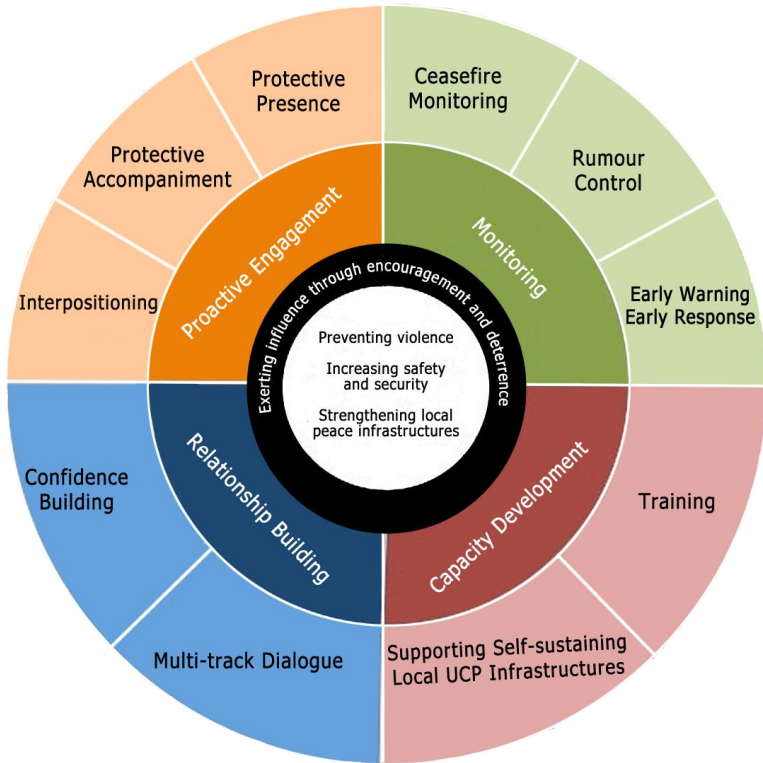 Protective
Presence
Ceasefire
Monitoring
Protective
Accompaniment
Rumour
Control
Interpositioning
Early Warning
Early Response
Proactive Engagement
Monitoring
Exerting influence through encouragement and deterrence
Preventing violence
Increasing safety
and security
Strengthening local
peace infrastructures
Relationship Building
Capacity Development
Confidence
Building
Training
Multi-track Dialogue
Supporting Self-sustaining
Local UCP Infrastructures